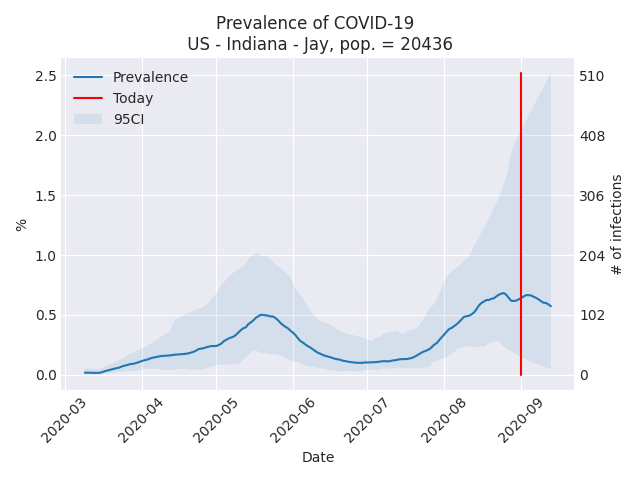 Prevalence of COVID-19
US - Indiana - Jay, pop. = 20436
Prevalence
Today
95CI
2.5
2.0
1.5
1.0
0.5
0.0
%
510
408
306
204
102
0
# of infections
2020-03
2020-04
2020-05
2020-06
2020-07
2020-08
2020-09
Date